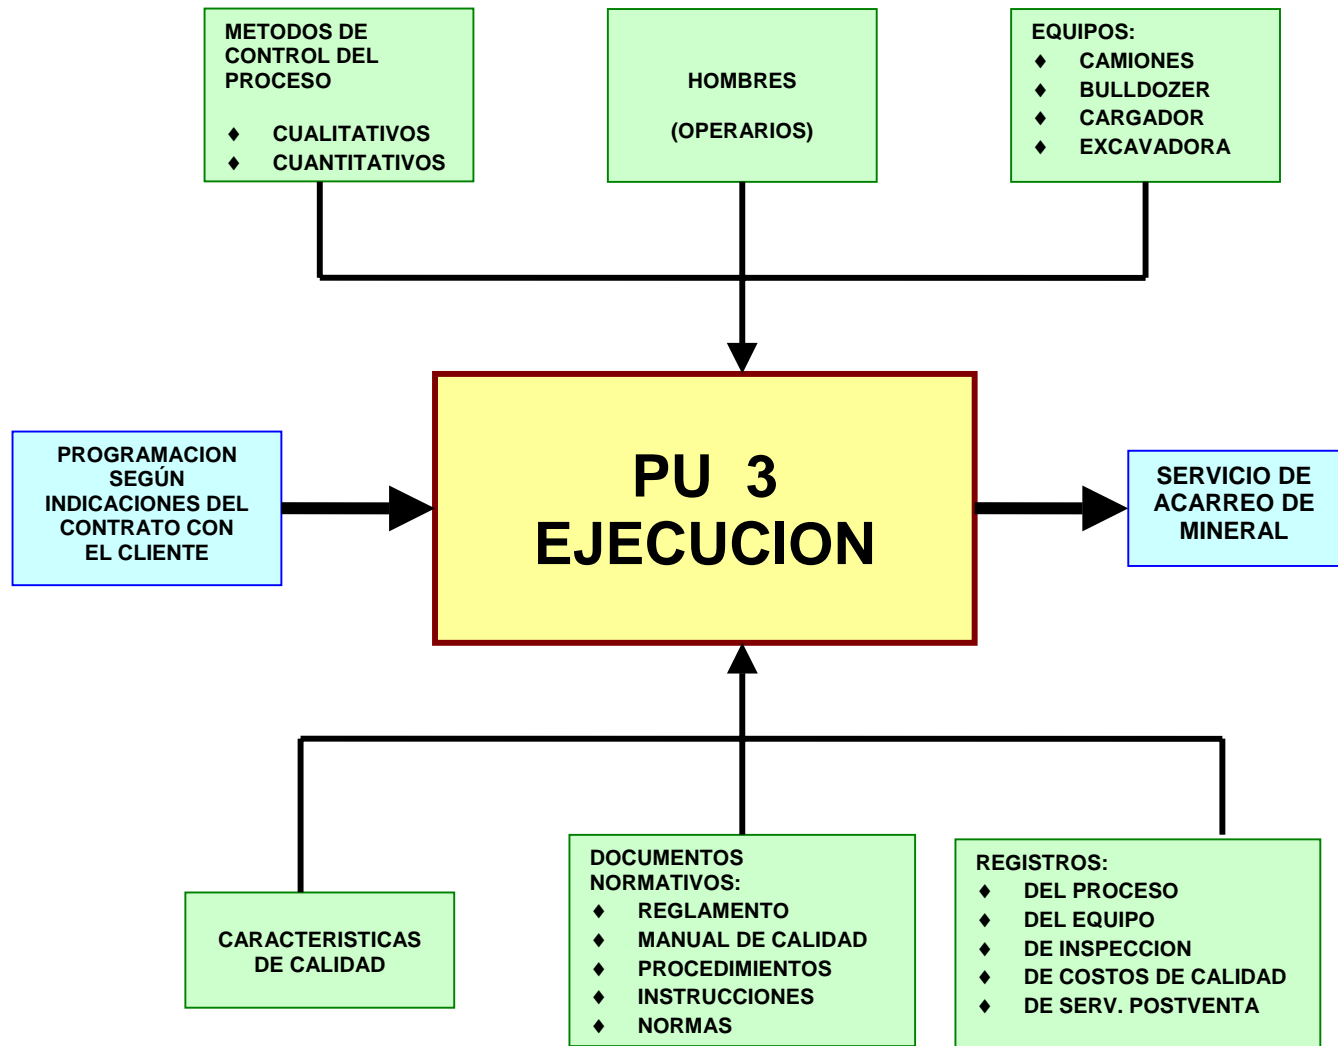 METODOS DE
CONTROL DEL
PROCESO
♦ CUALITATIVOS
♦ CUANTITATIVOS
HOMBRES
(OPERARIOS)
EQUIPOS:
♦ CAMIONES
♦ BULLDOZER
♦ CARGADOR
♦ EXCAVADORA
PROGRAMACION
SEGÚN
INDICACIONES DEL
CONTRATO CON
EL CLIENTE
PU 3
EJECUCION
SERVICIO DE
ACARREO DE
MINERAL
CARACTERISTICAS
DE CALIDAD
DOCUMENTOS
NORMATIVOS:
♦ REGLAMENTO
♦ MANUAL DE CALIDAD
♦ PROCEDIMIENTOS
♦ INSTRUCCIONES
♦ NORMAS
REGISTROS:
♦ DEL PROCESO
♦ DEL EQUIPO
♦ DE INSPECCION
♦ DE COSTOS DE CALIDAD
♦ DE SERV. POSTVENTA